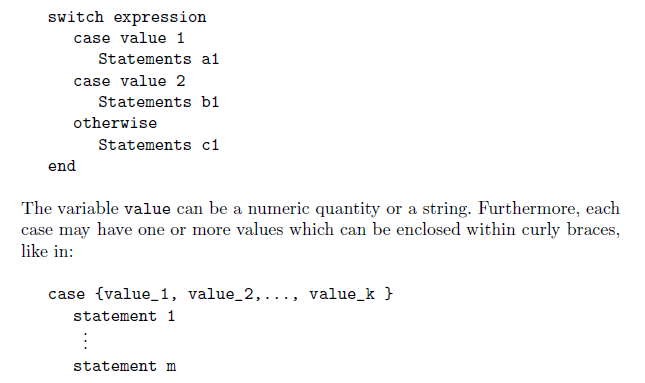 switch expression
case value 1
Statements a1
case value 2
Statements b1
otherwise
Statements c1
end
The variable value can be a numeric quantity or a string. Furthermore, each
case may have one or more values which can be enclosed within curly braces,
like in:
case {value_1, value_2,..., value_k }
statement 1
⋮
statement m